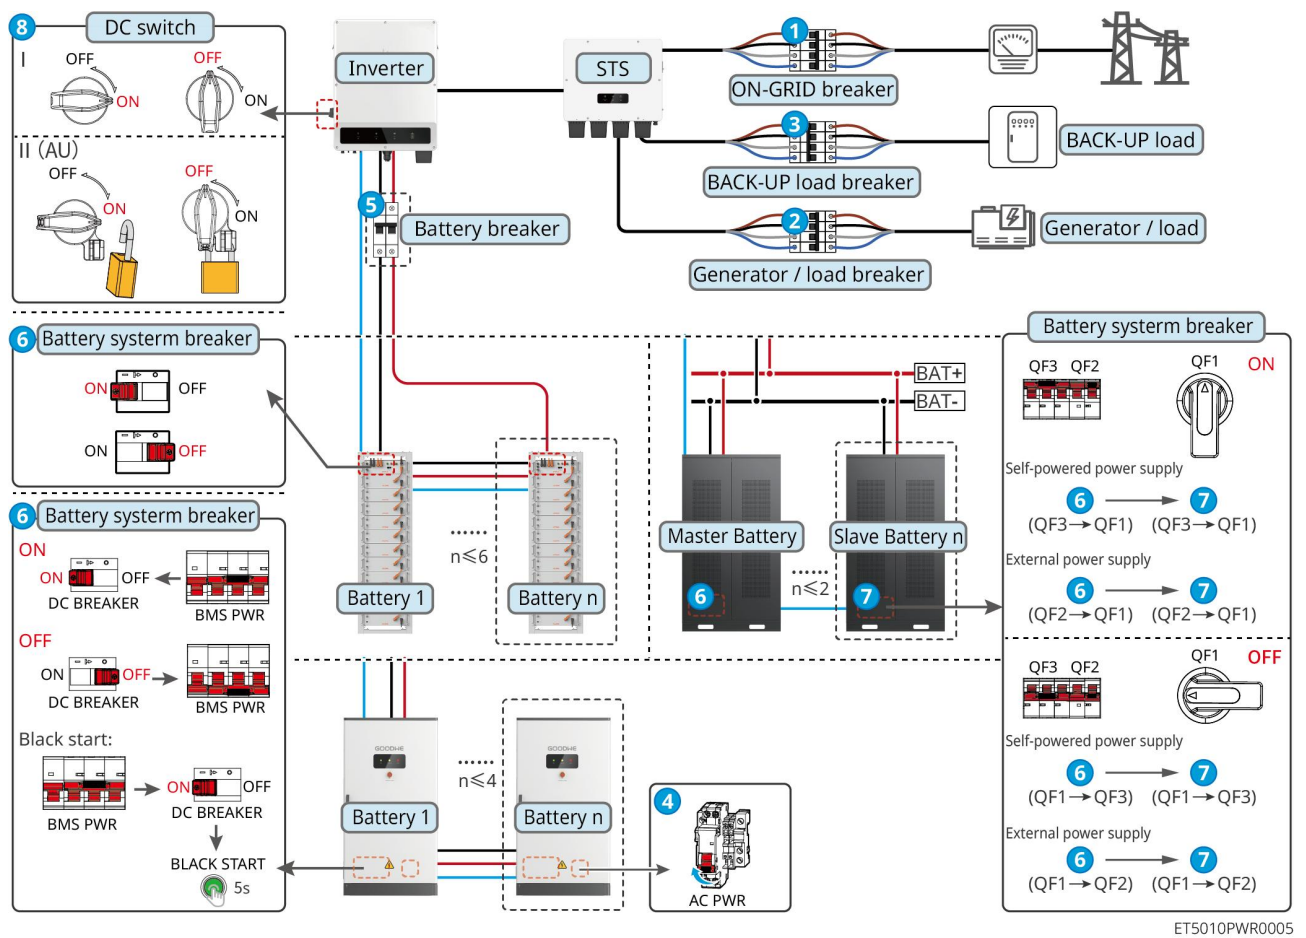 8 DC switch
I
OFF
ON
OFF
ON
II (AU)
OFF
ON
OFF
ON
Inverter
STS
1
ON-GRID breaker
3
BACK-UP load breaker
BACK-UP load
2
Generator / load breaker
Generator / load
5 Battery breaker
6 Battery systerm breaker
ON OFF
ON OFF
6 Battery systerm breaker
ON
ON OFF
DC BREAKER
BMS PWR
OFF
ON OFF
DC BREAKER
BMS PWR
Black start:
BMS PWR
ON OFF
DC BREAKER
BLACK START
5s
n≤6
Battery 1
Battery n
BAT+
BAT-
Master Battery
Slave Battery n
n≤2
6
7
GOODWE
GOODWE
n≤4
Battery 1
Battery n
4
AC PWR
Battery systerm breaker
QF3 QF2 QF1 ON
Self-powered power supply
6 → 7
(QF3→QF1) (QF3→QF1)
External power supply
6 → 7
(QF2→QF1) (QF2→QF1)
QF3 QF2 QF1 OFF
Self-powered power supply
6 → 7
(QF1→QF3) (QF1→QF3)
External power supply
6 → 7
(QF1→QF2) (QF1→QF2)
ET5010PWR0005